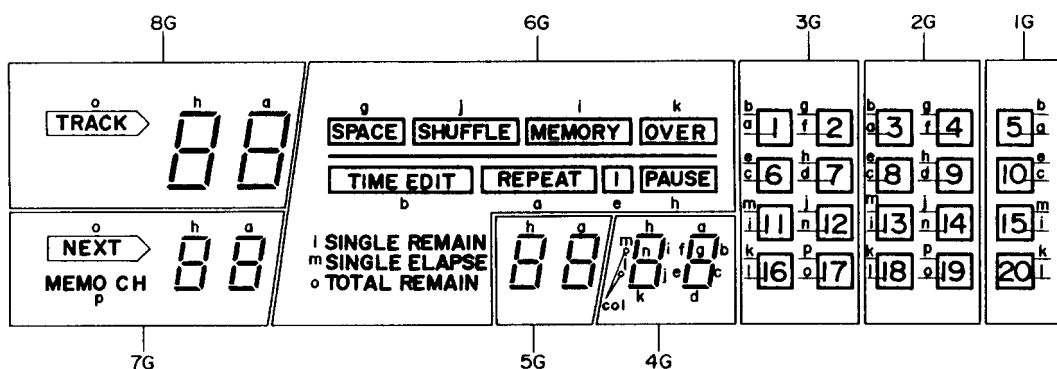 8G 6G 3G 2G 1G
o h a g j i k b g b g b
TRACK SPACE SHUFFLE MEMORY OVER a 1 f 2 a 3 f 4 5 a
e h e h e
TIME EDIT REPEAT 1 PAUSE c 6 d 7 c 8 d 9 10 c
b a e h
o h a h g h a m j m j m
NEXT l SINGLE REMAIN m n i f g b i 11 n 12 i 13 n 14 15 i
m SINGLE ELAPSE l j e c k p k p k
MEMO CH o TOTAL REMAIN k d l 16 o 17 l 18 o 19 20 l
p col
7G 5G 4G